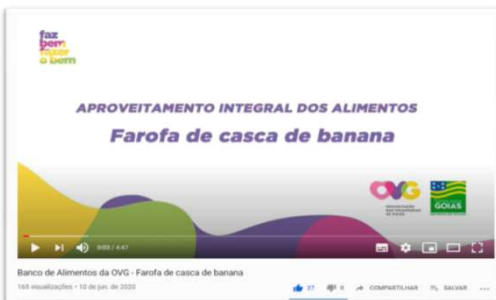 faz
bem
fazer
o bem
APROVEITAMENTO INTEGRAL DOS ALIMENTOS
Farofa de casca de banana
OVG
GOIÁS
0:03 / 4:47
Banco de Alimentos da OVG - Farofa de casca de banana
168 visualizações • 10 de jun. de 2020
27
0
COMPARTILHAR
SALVAR